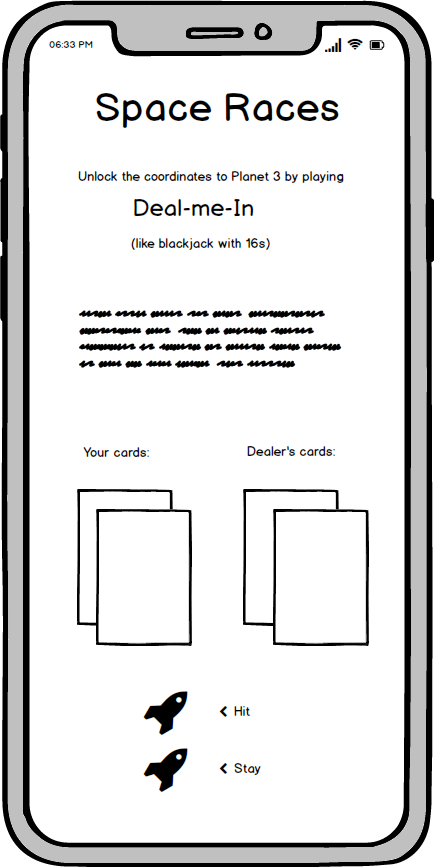 06:33 PM
Space Races
Unlock the coordinates to Planet 3 by playing
Deal-me-In
(like blackjack with 16s)
Your cards:
Dealer's cards:
Hit
Stay